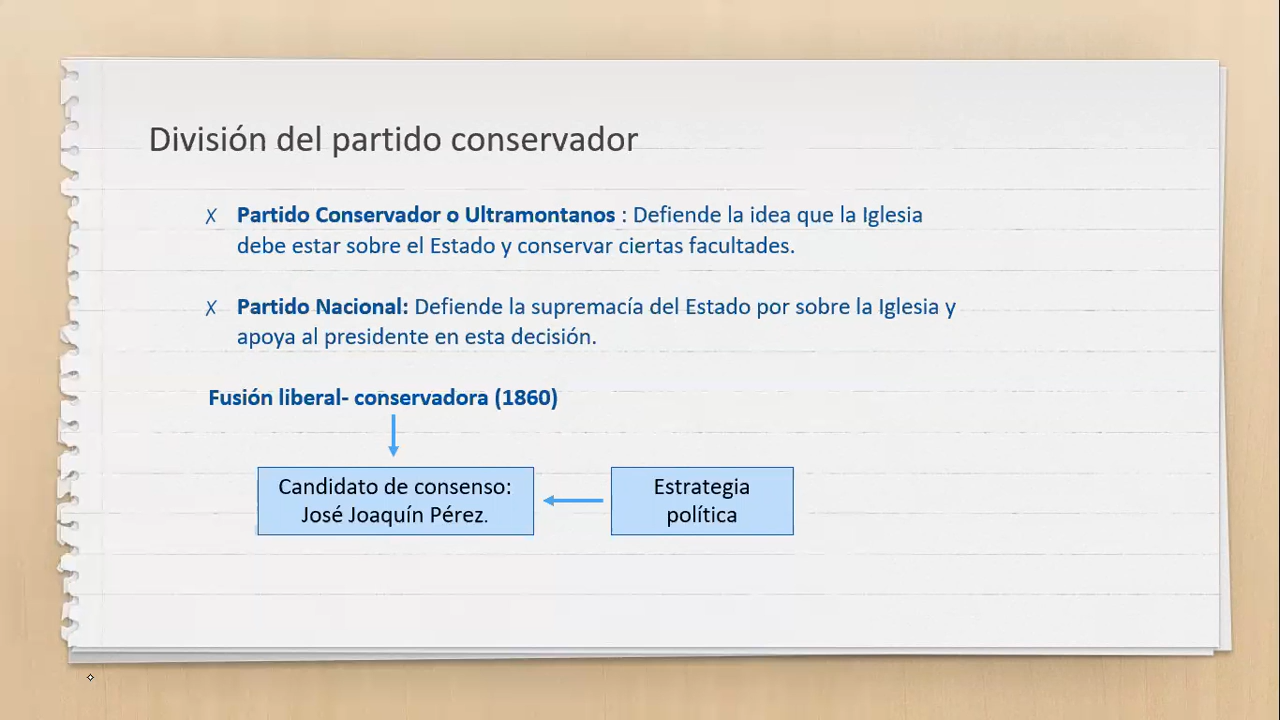 División del partido conservador
☓ Partido Conservador o Ultramontanos : Defiende la idea que la Iglesia
debe estar sobre el Estado y conservar ciertas facultades.
☓ Partido Nacional: Defiende la supremacía del Estado por sobre la Iglesia y
apoya al presidente en esta decisión.
Fusión liberal- conservadora (1860)
Candidato de consenso:
José Joaquín Pérez.
Estrategia
política